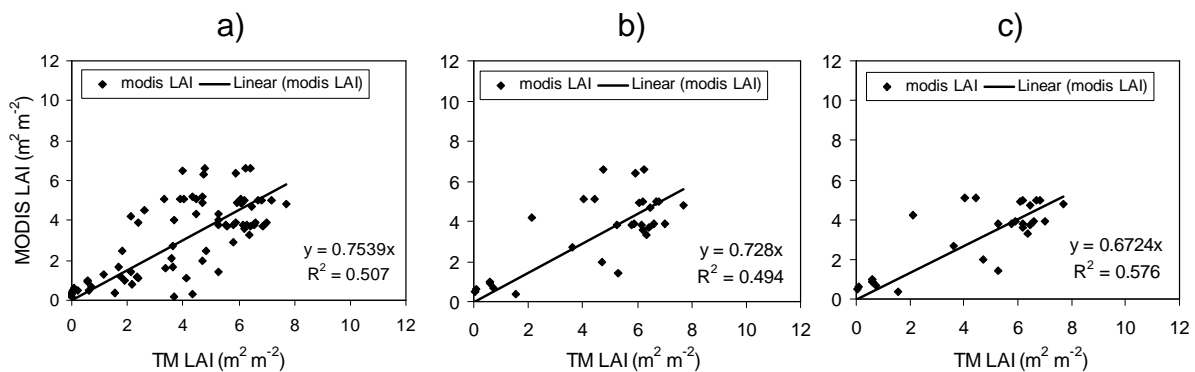 a)
12
10
8
6
4
2
0
MODIS LAI (m² m⁻²)
modis LAI
Linear (modis LAI)
y = 0.7539x
R² = 0.507
0 2 4 6 8 10 12
TM LAI (m² m⁻²)
b)
12
10
8
6
4
2
0
modis LAI
Linear (modis LAI)
y = 0.728x
R² = 0.494
0 2 4 6 8 10 12
TM LAI (m² m⁻²)
c)
12
10
8
6
4
2
0
modis LAI
Linear (modis LAI)
y = 0.6724x
R² = 0.576
0 2 4 6 8 10 12
TM LAI (m² m⁻²)